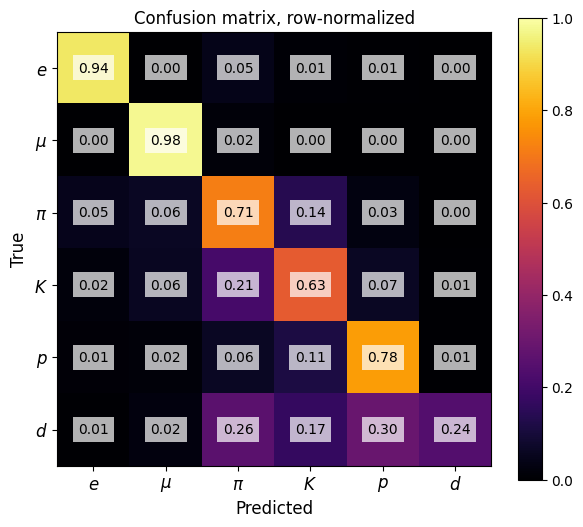 Confusion matrix, row-normalized
True
e 0.94 0.00 0.05 0.01 0.01 0.00
μ 0.00 0.98 0.02 0.00 0.00 0.00
π 0.05 0.06 0.71 0.14 0.03 0.00
K 0.02 0.06 0.21 0.63 0.07 0.01
p 0.01 0.02 0.06 0.11 0.78 0.01
d 0.01 0.02 0.26 0.17 0.30 0.24
e μ π K p d
Predicted
1.0
0.8
0.6
0.4
0.2
0.0